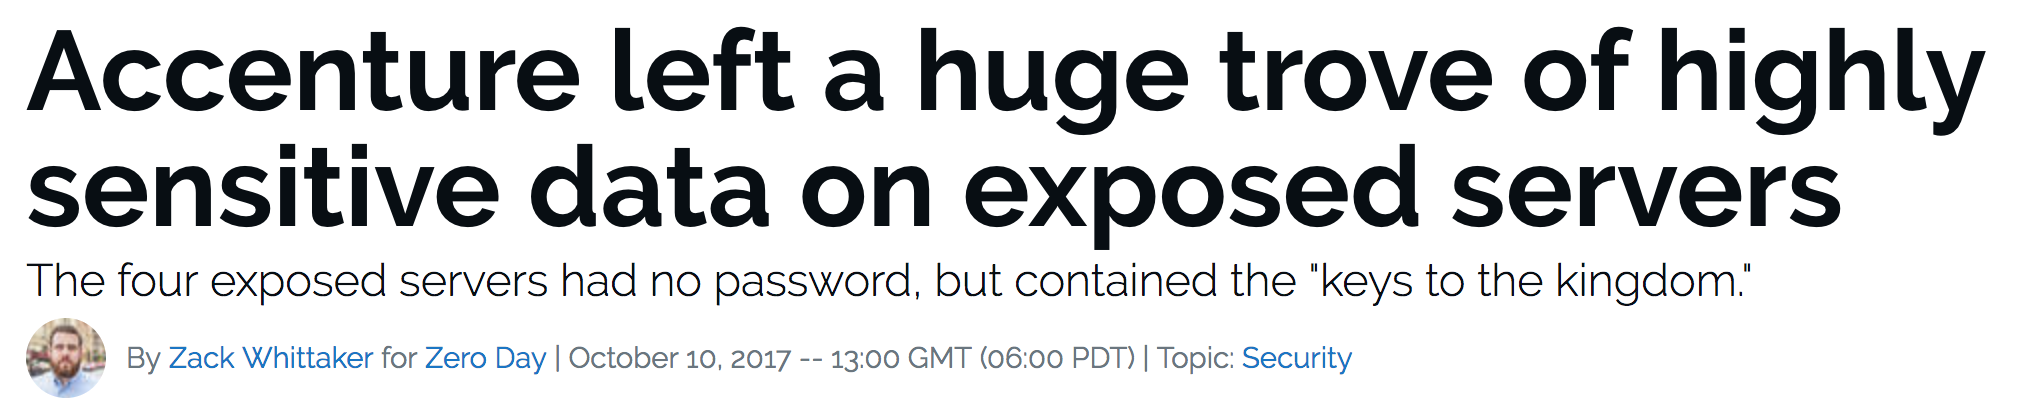 Accenture left a huge trove of highly
sensitive data on exposed servers
The four exposed servers had no password, but contained the "keys to the kingdom."
By Zack Whittaker for Zero Day | October 10, 2017 -- 13:00 GMT (06:00 PDT) | Topic: Security